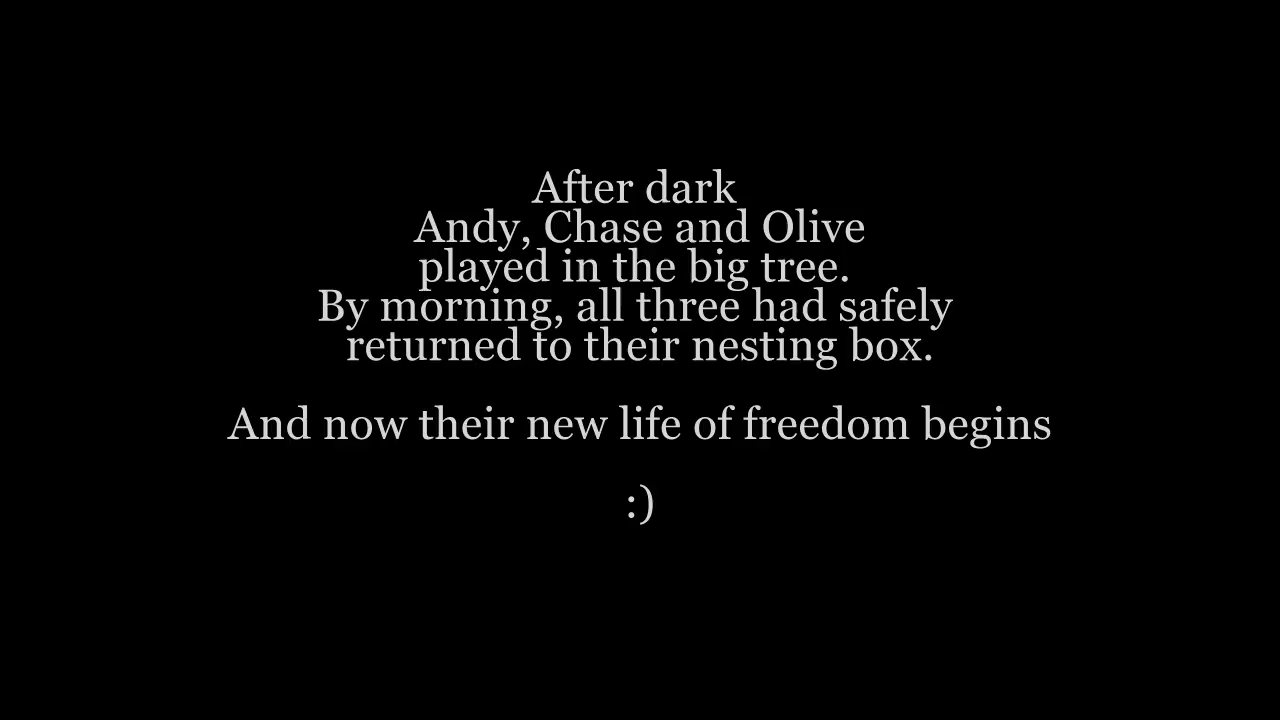 After dark
Andy, Chase and Olive
played in the big tree.
By morning, all three had safely
returned to their nesting box.
And now their new life of freedom begins
:)